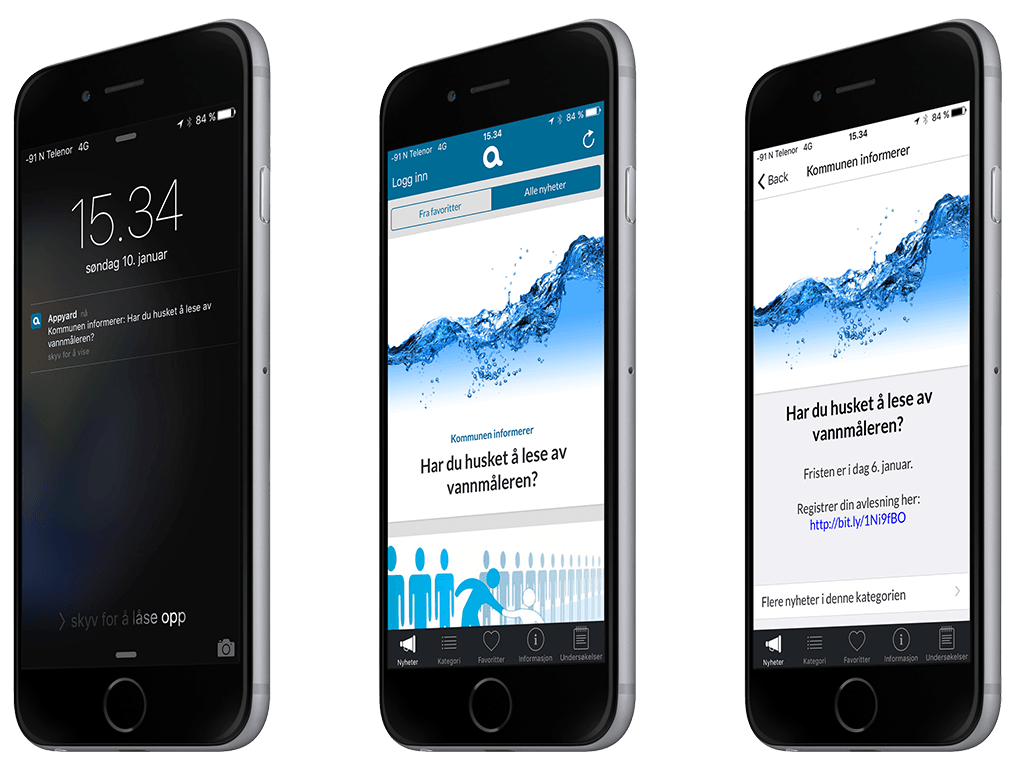 -91 N Telenor 4G 84 %
15.34
søndag 10. januar
Appyard nå
Kommunen informerer: Har du husket å lese av
vannmåleren?
skyv for å vise
skyv for å låse opp
-91 N Telenor 4G 15.34 84 %
Logg inn
Fra favoritter Alle nyheter
Kommunen informerer
Har du husket å lese av
vannmåleren?
Nyheter Kategori Favoritter Informasjon Undersøkelser
-91 N Telenor 4G 15.34 84 %
Back Kommunen informerer
Har du husket å lese av
vannmåleren?
Fristen er i dag 6. januar.
Registrer din avlesning her:
http://bit.ly/1Ni9fBO
Flere nyheter i denne kategorien
Nyheter Kategori Favoritter Informasjon Undersøkelser